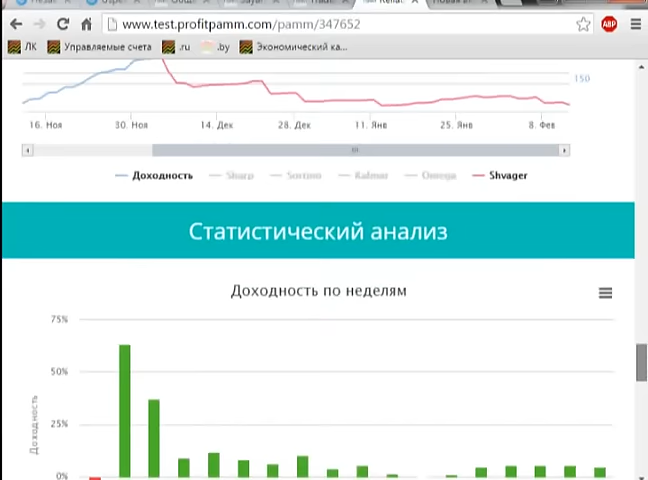 www.test.profitpamm.com/pamm/347652
ABP
ЛК Управляемые счета .ru .by Экономический ка...
150
16. Ноя 30. Ноя 14. Дек 28. Дек 11. Янв 25. Янв 8. Фев
Доходность Sharp Sortino Kalmar Omega Shvager
Статистический анализ
Доходность по неделям
75%
50%
25%
0%
Доходность